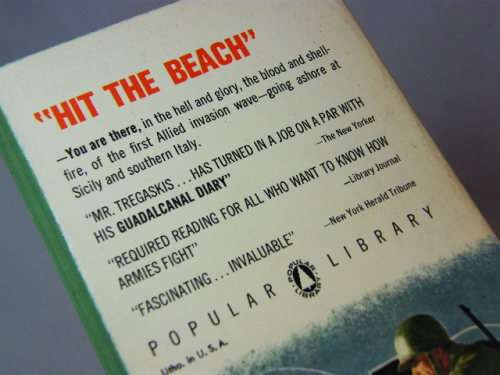 "HIT THE BEACH"
—You are there, in the hell and glory, the blood and shell-
fire, of the first Allied invasion wave—going ashore at
Sicily and southern Italy.
"MR. TREGASKIS . . . HAS TURNED IN A JOB ON A PAR WITH
HIS GUADALCANAL DIARY"
—The New Yorker
"REQUIRED READING FOR ALL WHO WANT TO KNOW HOW
ARMIES FIGHT"
—Library Journal
"FASCINATING . . . INVALUABLE"
—New York Herald Tribune
POPULAR LIBRARY
POPULAR
LIBRARY
Litho. in U. S. A.